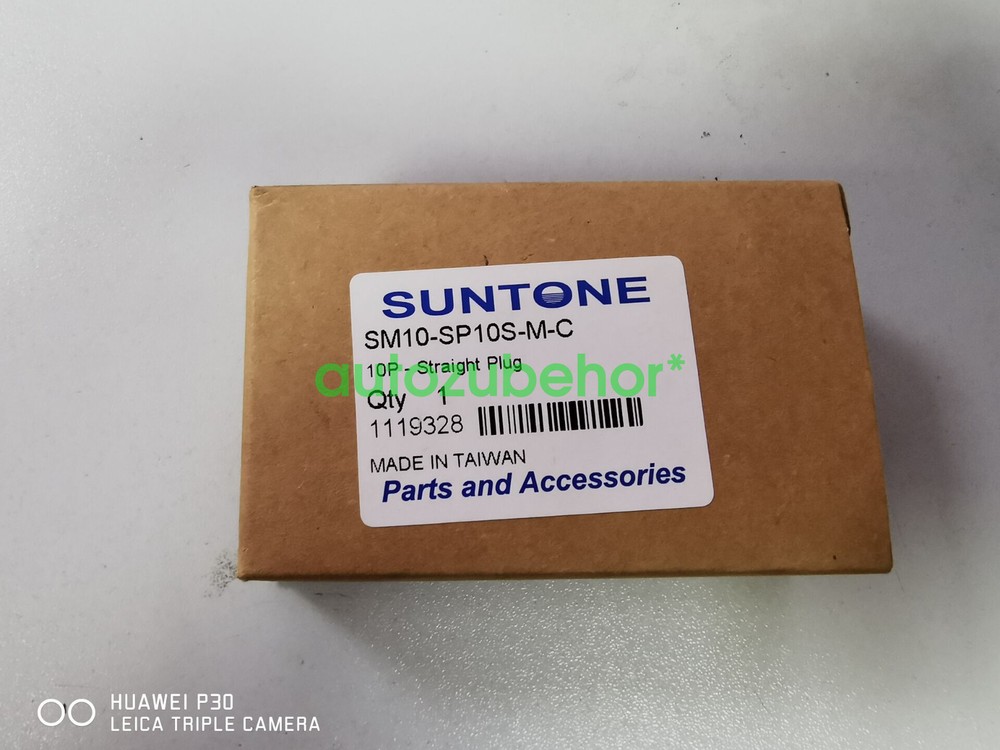 SUNTONE
SM10-SP10S-M-C
10P - Straight Plug
autozubehor*
Qty 1
1119328
MADE IN TAIWAN
Parts and Accessories
HUAWEI P30
LEICA TRIPLE CAMERA